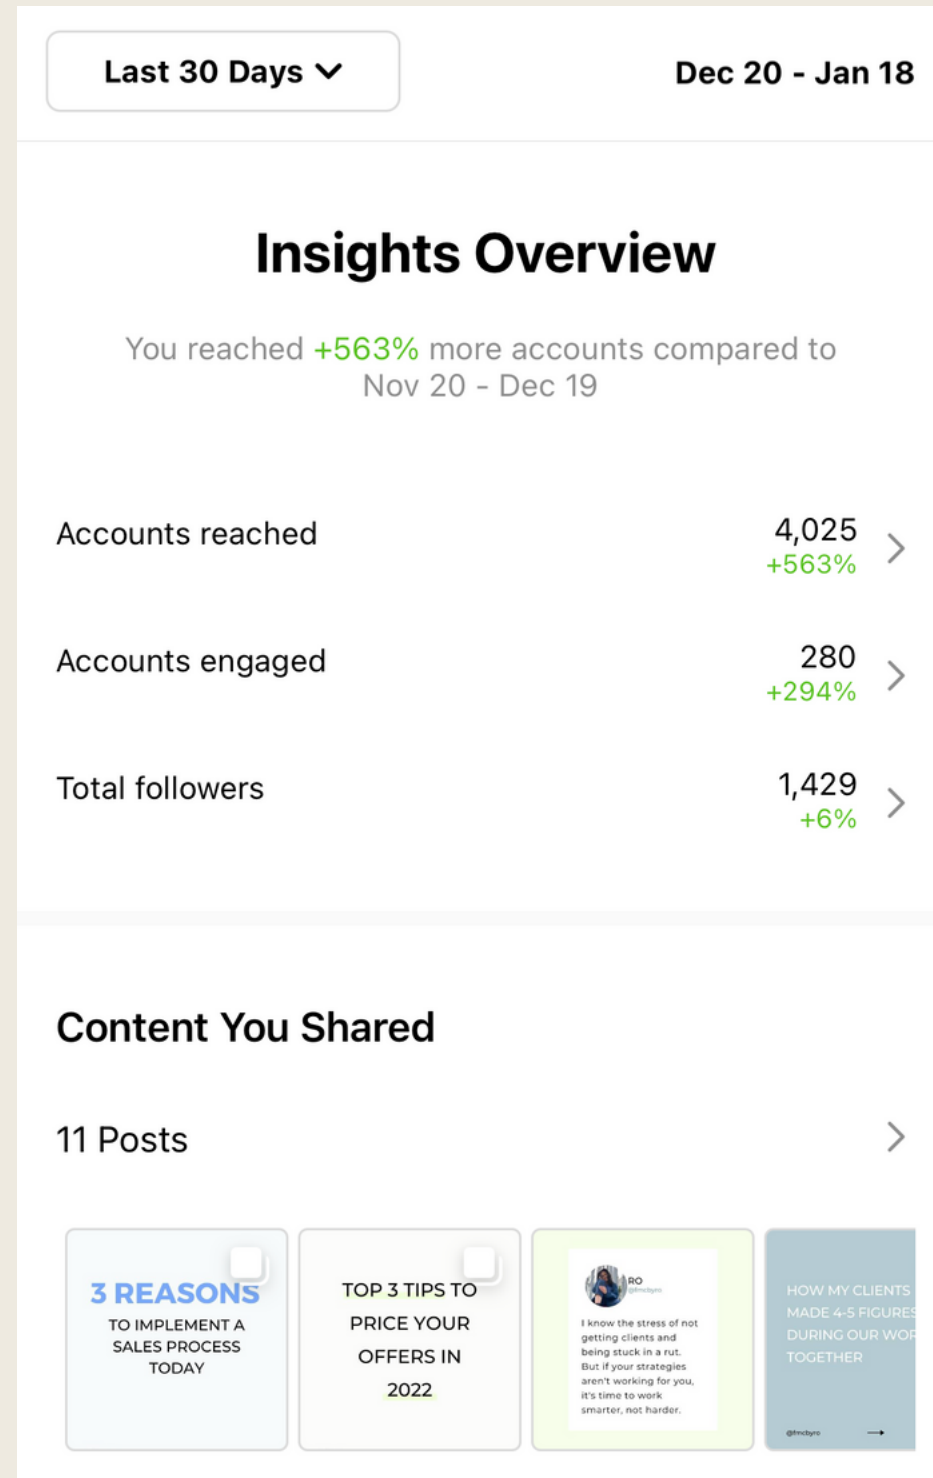 Last 30 Days
Dec 20 - Jan 18
Insights Overview
You reached +563% more accounts compared to
Nov 20 - Dec 19
Accounts reached
4,025
+563%
Accounts engaged
280
+294%
Total followers
1,429
+6%
Content You Shared
11 Posts
3 REASONS
TO IMPLEMENT A
SALES PROCESS
TODAY
TOP 3 TIPS TO
PRICE YOUR
OFFERS IN
2022
RO
@fmcbyro
I know the stress of not
getting clients and
being stuck in a rut.
But if your strategies
aren't working for you,
it's time to work
smarter, not harder.
HOW MY CLIENTS
MADE 4-5 FIGURES
DURING OUR WOR
TOGETHER
@fmcbyro